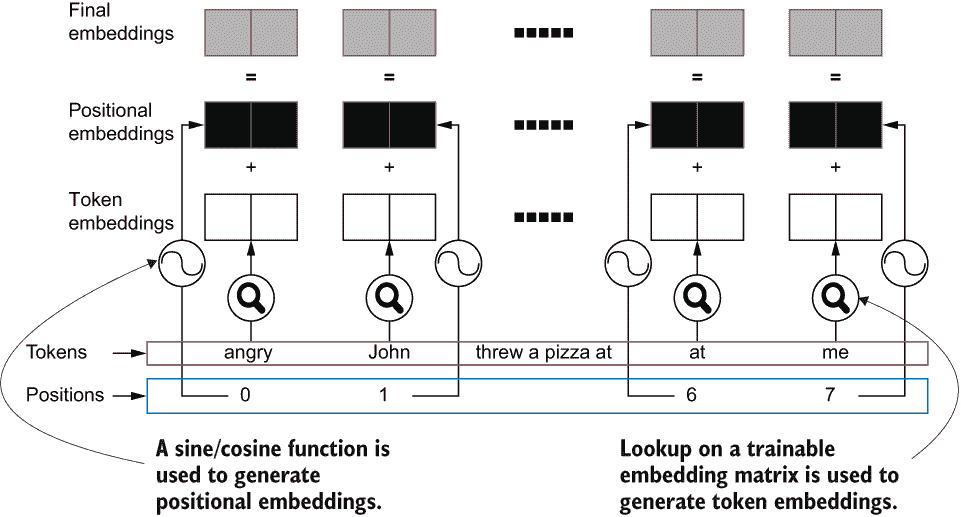 Final
embeddings
=
=
=
=
Positional
embeddings
+
+
+
+
Token
embeddings
Tokens
angry John threw a pizza at at me
Positions
0 1 6 7
A sine/cosine function is
used to generate
positional embeddings.
Lookup on a trainable
embedding matrix is used to
generate token embeddings.